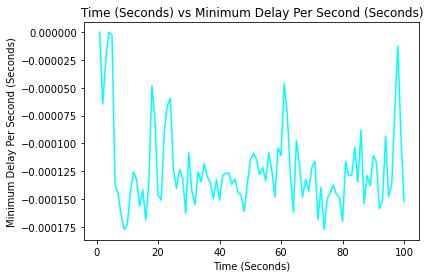 Time (Seconds) vs Minimum Delay Per Second (Seconds)
Minimum Delay Per Second (Seconds)
0.000000
−0.000025
−0.000050
−0.000075
−0.000100
−0.000125
−0.000150
−0.000175
0 20 40 60 80 100
Time (Seconds)